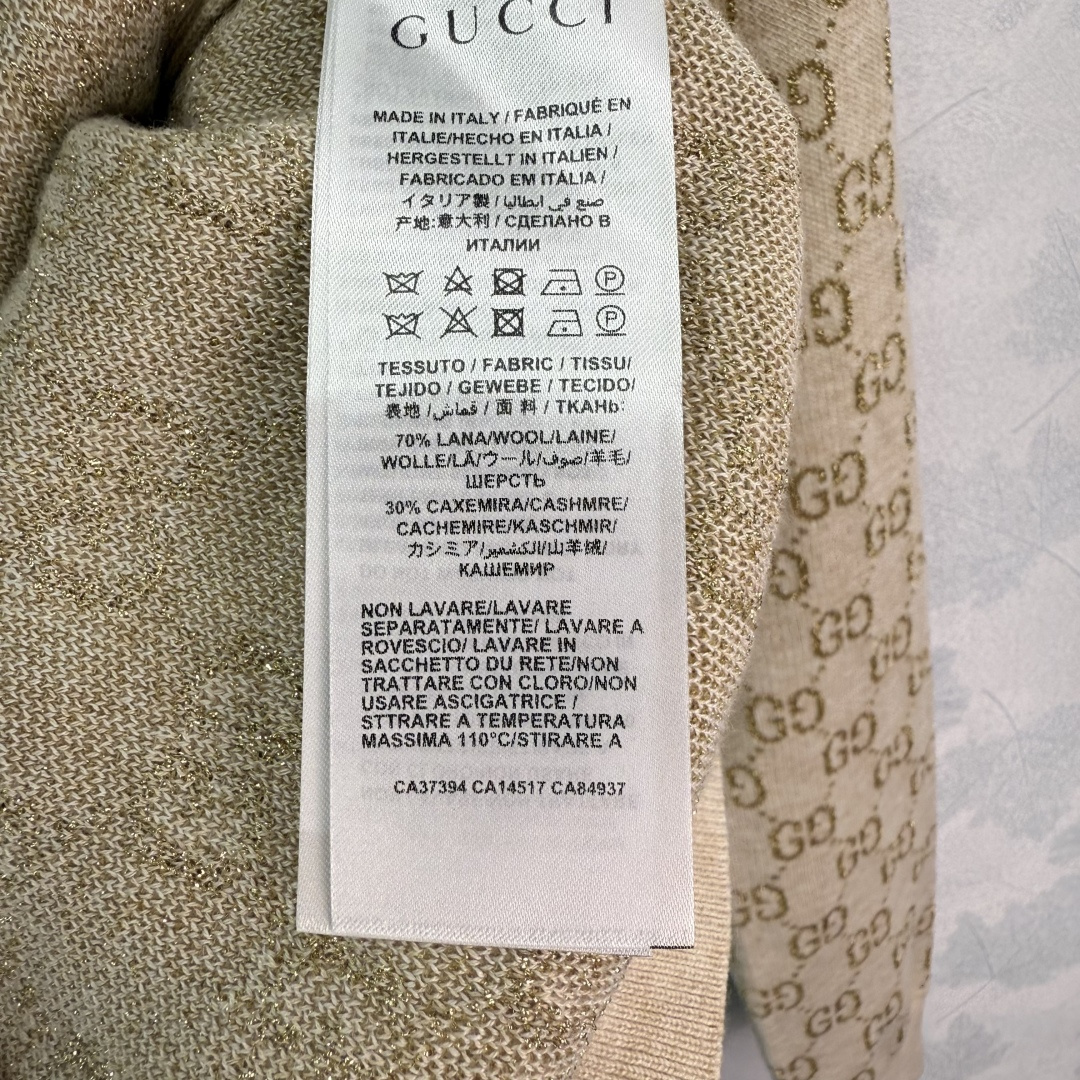 GUCCI
MADE IN ITALY / FABRIQUÉ EN
ITALIE/HECHO EN ITALIA /
HERGESTELLT IN ITALIEN /
FABRICADO EM ITÁLIA /
イタリア製 / صنع في ايطاليا /
产地:意大利 / СДЕЛАНО В
ИТАЛИИ
TESSUTO / FABRIC / TISSU/
TEJIDO / GEWEBE / TECIDO/
表地 /قماش / 面 料 / ТКАНЬ:
70% LANA/WOOL/LAINE/
WOLLE/LÃ/ウール/صوف/羊毛/
ШЕРСТЬ
30% CAXEMIRA/CASHMRE/
CACHEMIRE/KASCHMIR/
カシミア/الكشمير/山羊绒/
КАШЕМИР
NON LAVARE/LAVARE
SEPARATAMENTE/ LAVARE A
ROVESCIO/ LAVARE IN
SACCHETTO DU RETE/NON
TRATTARE CON CLORO/NON
USARE ASCIGATRICE /
STTRARE A TEMPERATURA
MASSIMA 110°C/STIRARE A
CA37394 CA14517 CA84937